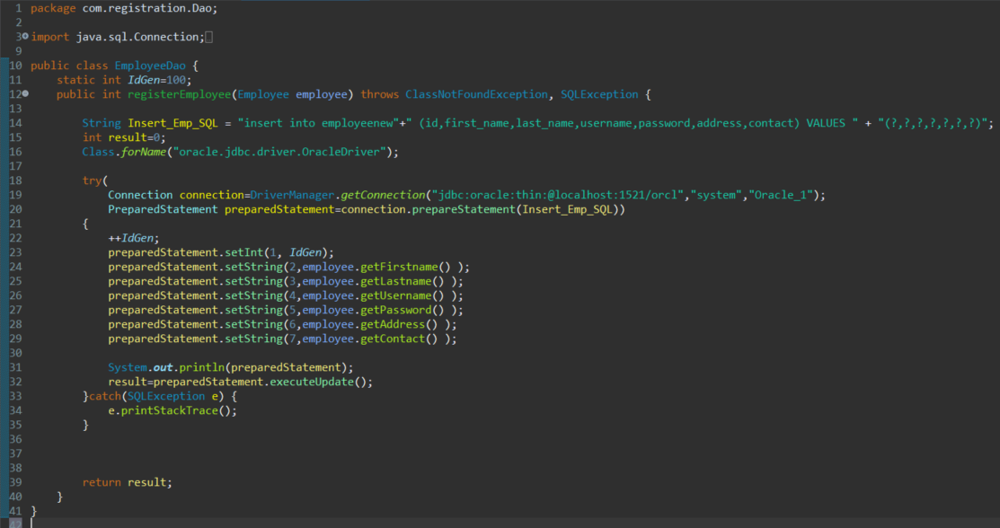 1 package com.registration.Dao;
2
3 import java.sql.Connection;
9
10 public class EmployeeDao {
11 static int IdGen=100;
12 public int registerEmployee(Employee employee) throws ClassNotFoundException, SQLException {
13
14 String Insert_Emp_SQL = "insert into employeenew"+" (id,first_name,last_name,username,password,address,contact) VALUES " + "(?,?,?,?,?,?,?)";
15 int result=0;
16 Class.forName("oracle.jdbc.driver.OracleDriver");
17
18 try(
19 Connection connection=DriverManager.getConnection("jdbc:oracle:thin:@localhost:1521/orcl","system","Oracle_1");
20 PreparedStatement preparedStatement=connection.prepareStatement(Insert_Emp_SQL))
21 {
22 ++IdGen;
23 preparedStatement.setInt(1, IdGen);
24 preparedStatement.setString(2,employee.getFirstname() );
25 preparedStatement.setString(3,employee.getLastname() );
26 preparedStatement.setString(4,employee.getUsername() );
27 preparedStatement.setString(5,employee.getPassword() );
28 preparedStatement.setString(6,employee.getAddress() );
29 preparedStatement.setString(7,employee.getContact() );
30
31 System.out.println(preparedStatement);
32 result=preparedStatement.executeUpdate();
33 }catch(SQLException e) {
34 e.printStackTrace();
35 }
36
37
38
39 return result;
40 }
41 }
42